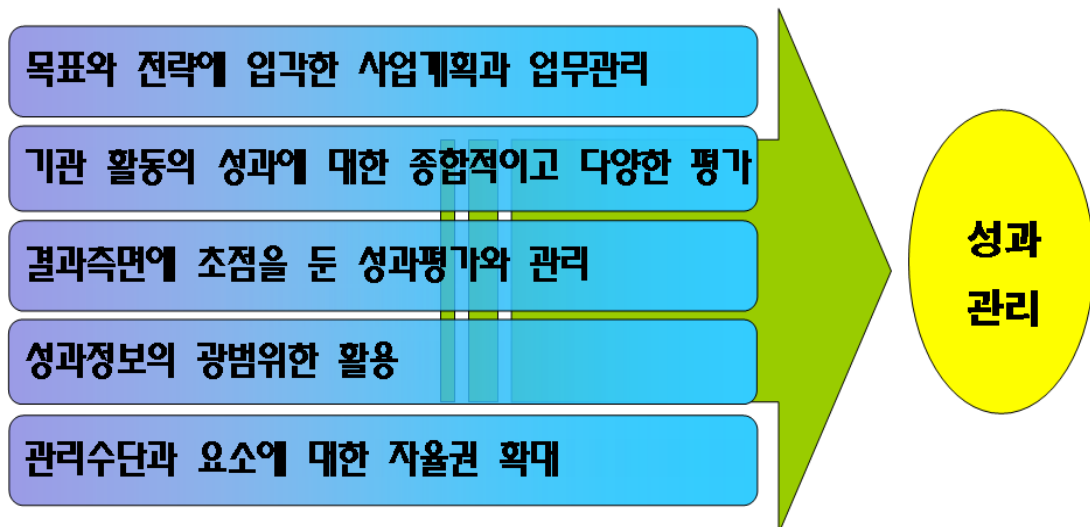 목표와 전략에 입각한 사업계획과 업무관리
기관 활동의 성과에 대한 종합적이고 다양한 평가
결과측면에 초점을 둔 성과평가와 관리
성과정보의 광범위한 활용
관리수단과 요소에 대한 자율권 확대
성과
관리